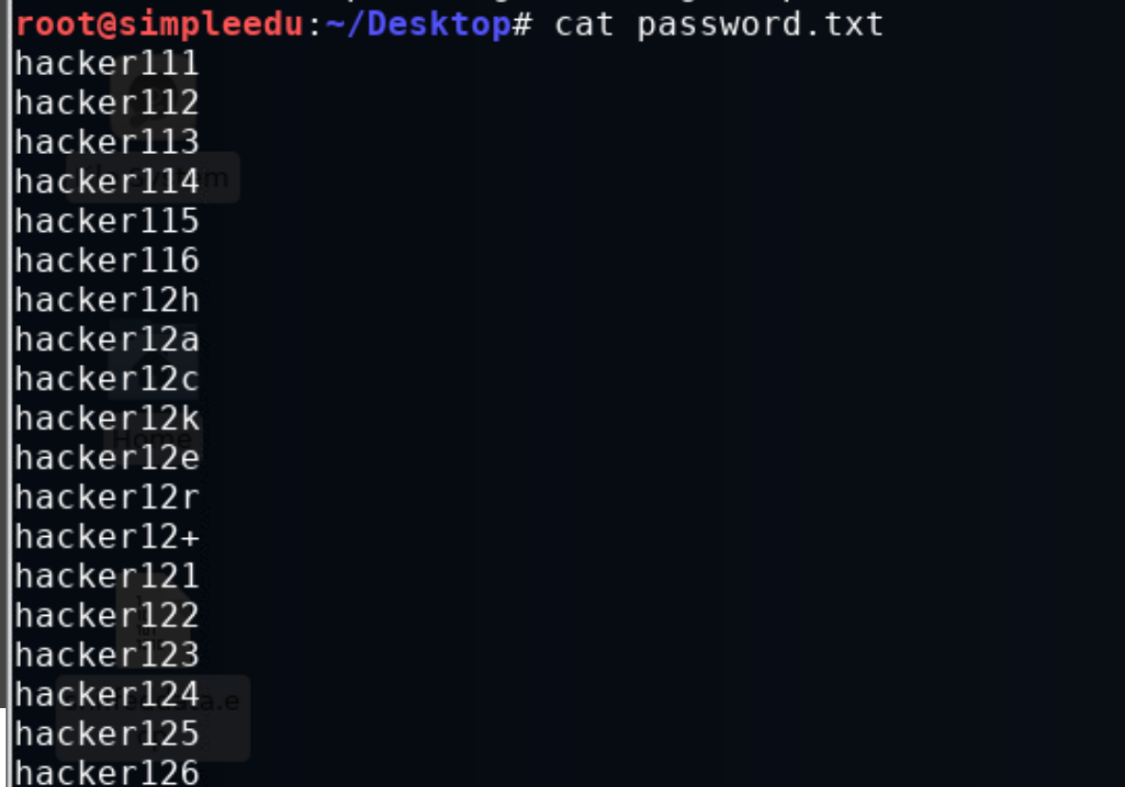 root@simpleedu:~/Desktop# cat password.txt
hacker111
hacker112
hacker113
hacker114
hacker115
hacker116
hacker12h
hacker12a
hacker12c
hacker12k
hacker12e
hacker12r
hacker12+
hacker121
hacker122
hacker123
hacker124
hacker125
hacker126
Home